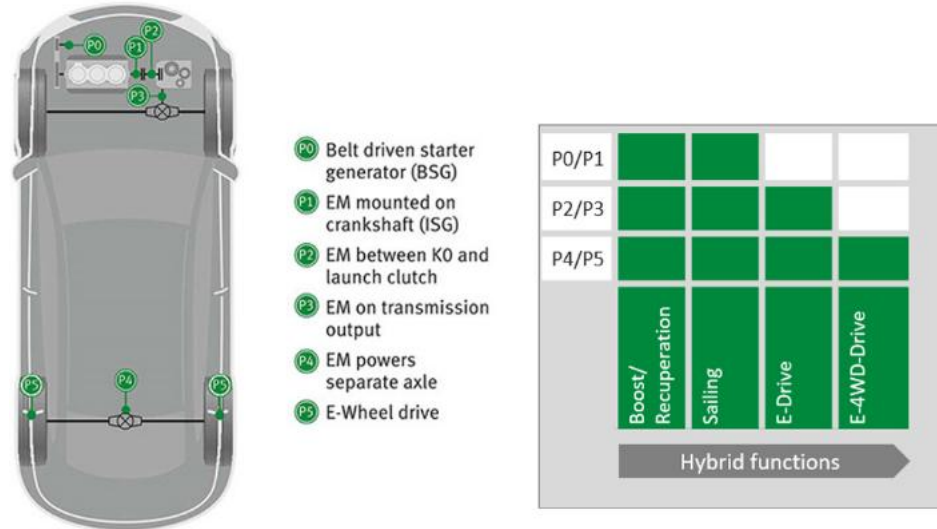 P0
P1
P2
P3
P5
P4
P5
P0 Belt driven starter
generator (BSG)
P1 EM mounted on
crankshaft (ISG)
P2 EM between K0 and
launch clutch
P3 EM on transmission
output
P4 EM powers
separate axle
P5 E-Wheel drive
P0/P1
P2/P3
P4/P5
Boost/
Recuperation
Sailing
E-Drive
E-4WD-Drive
Hybrid functions